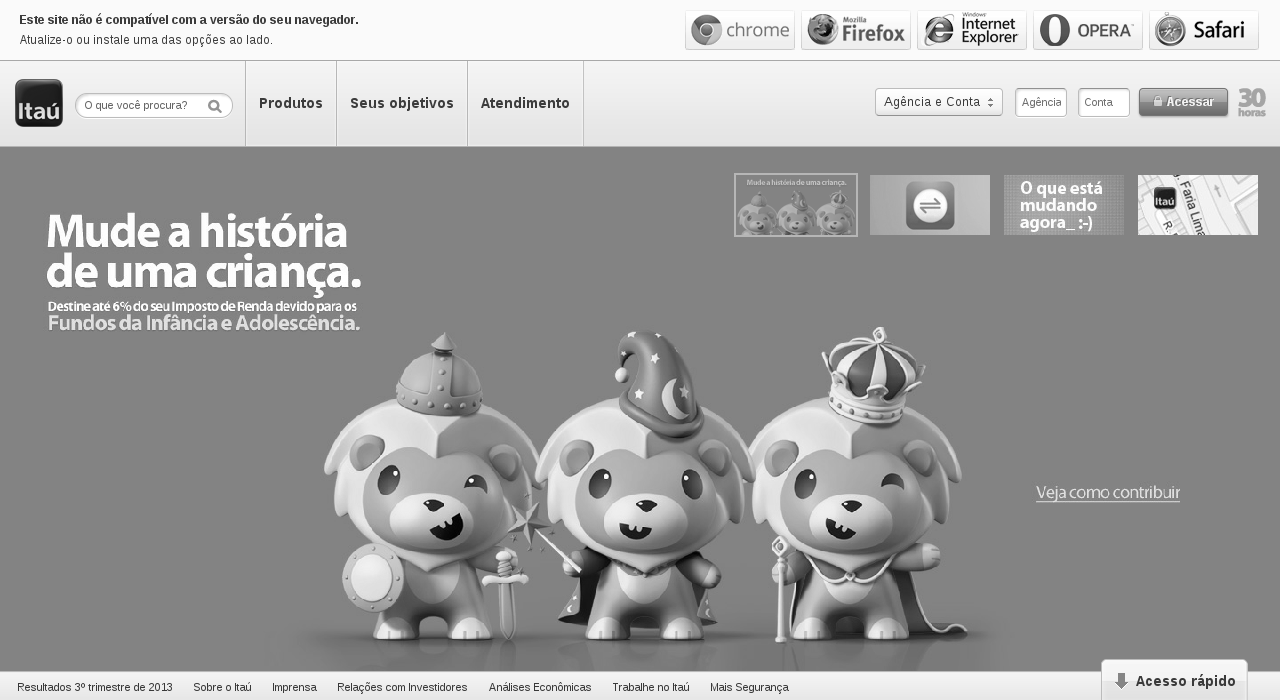 Este site não é compatível com a versão do seu navegador.
Atualize-o ou instale uma das opções ao lado.
chrome
Mozilla
Firefox
Windows
Internet
Explorer
OPERA
Safari
Itaú
O que você procura?
Produtos
Seus objetivos
Atendimento
Agência e Conta
Agência
Conta
Acessar
30
horas
Mude a história de uma criança.
O que está
mudando
agora_ :-)
Itaú
. Faria Lima
R.
Mude a história
de uma criança.
Destine até 6% do seu Imposto de Renda devido para os
Fundos da Infância e Adolescência.
Veja como contribuir
Resultados 3º trimestre de 2013
Sobre o Itaú
Imprensa
Relações com Investidores
Análises Econômicas
Trabalhe no Itaú
Mais Segurança
Acesso rápido